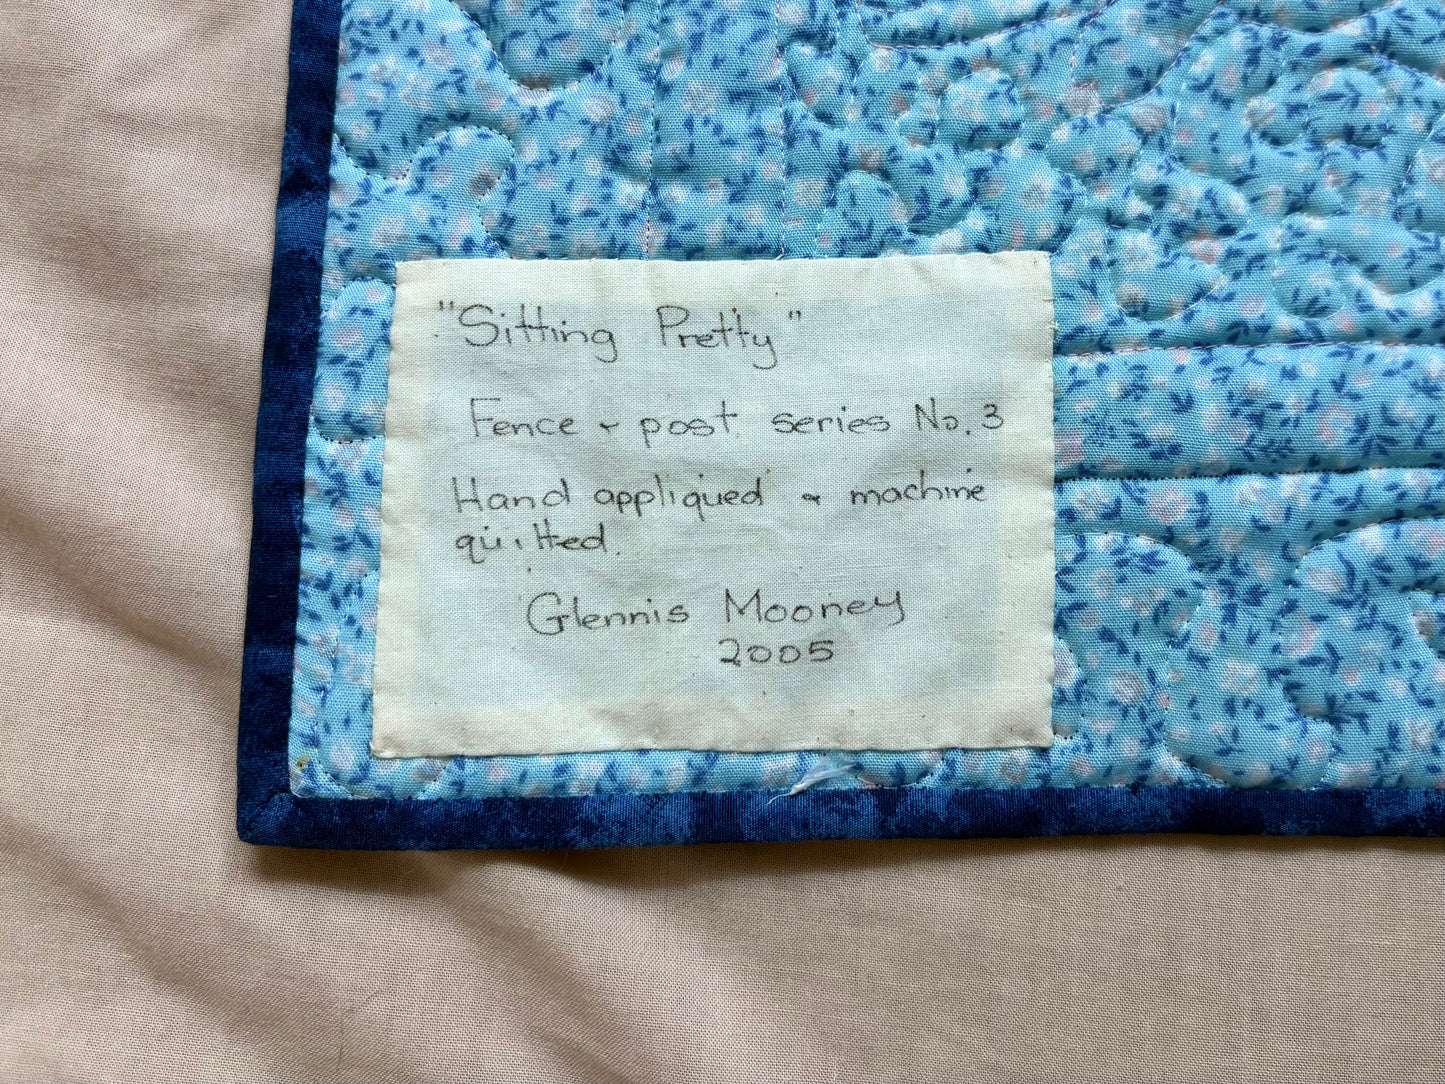 "Sitting Pretty"
Fence & post series No. 3
Hand appliqued & machine
quilted.
Glennis Mooney
2005